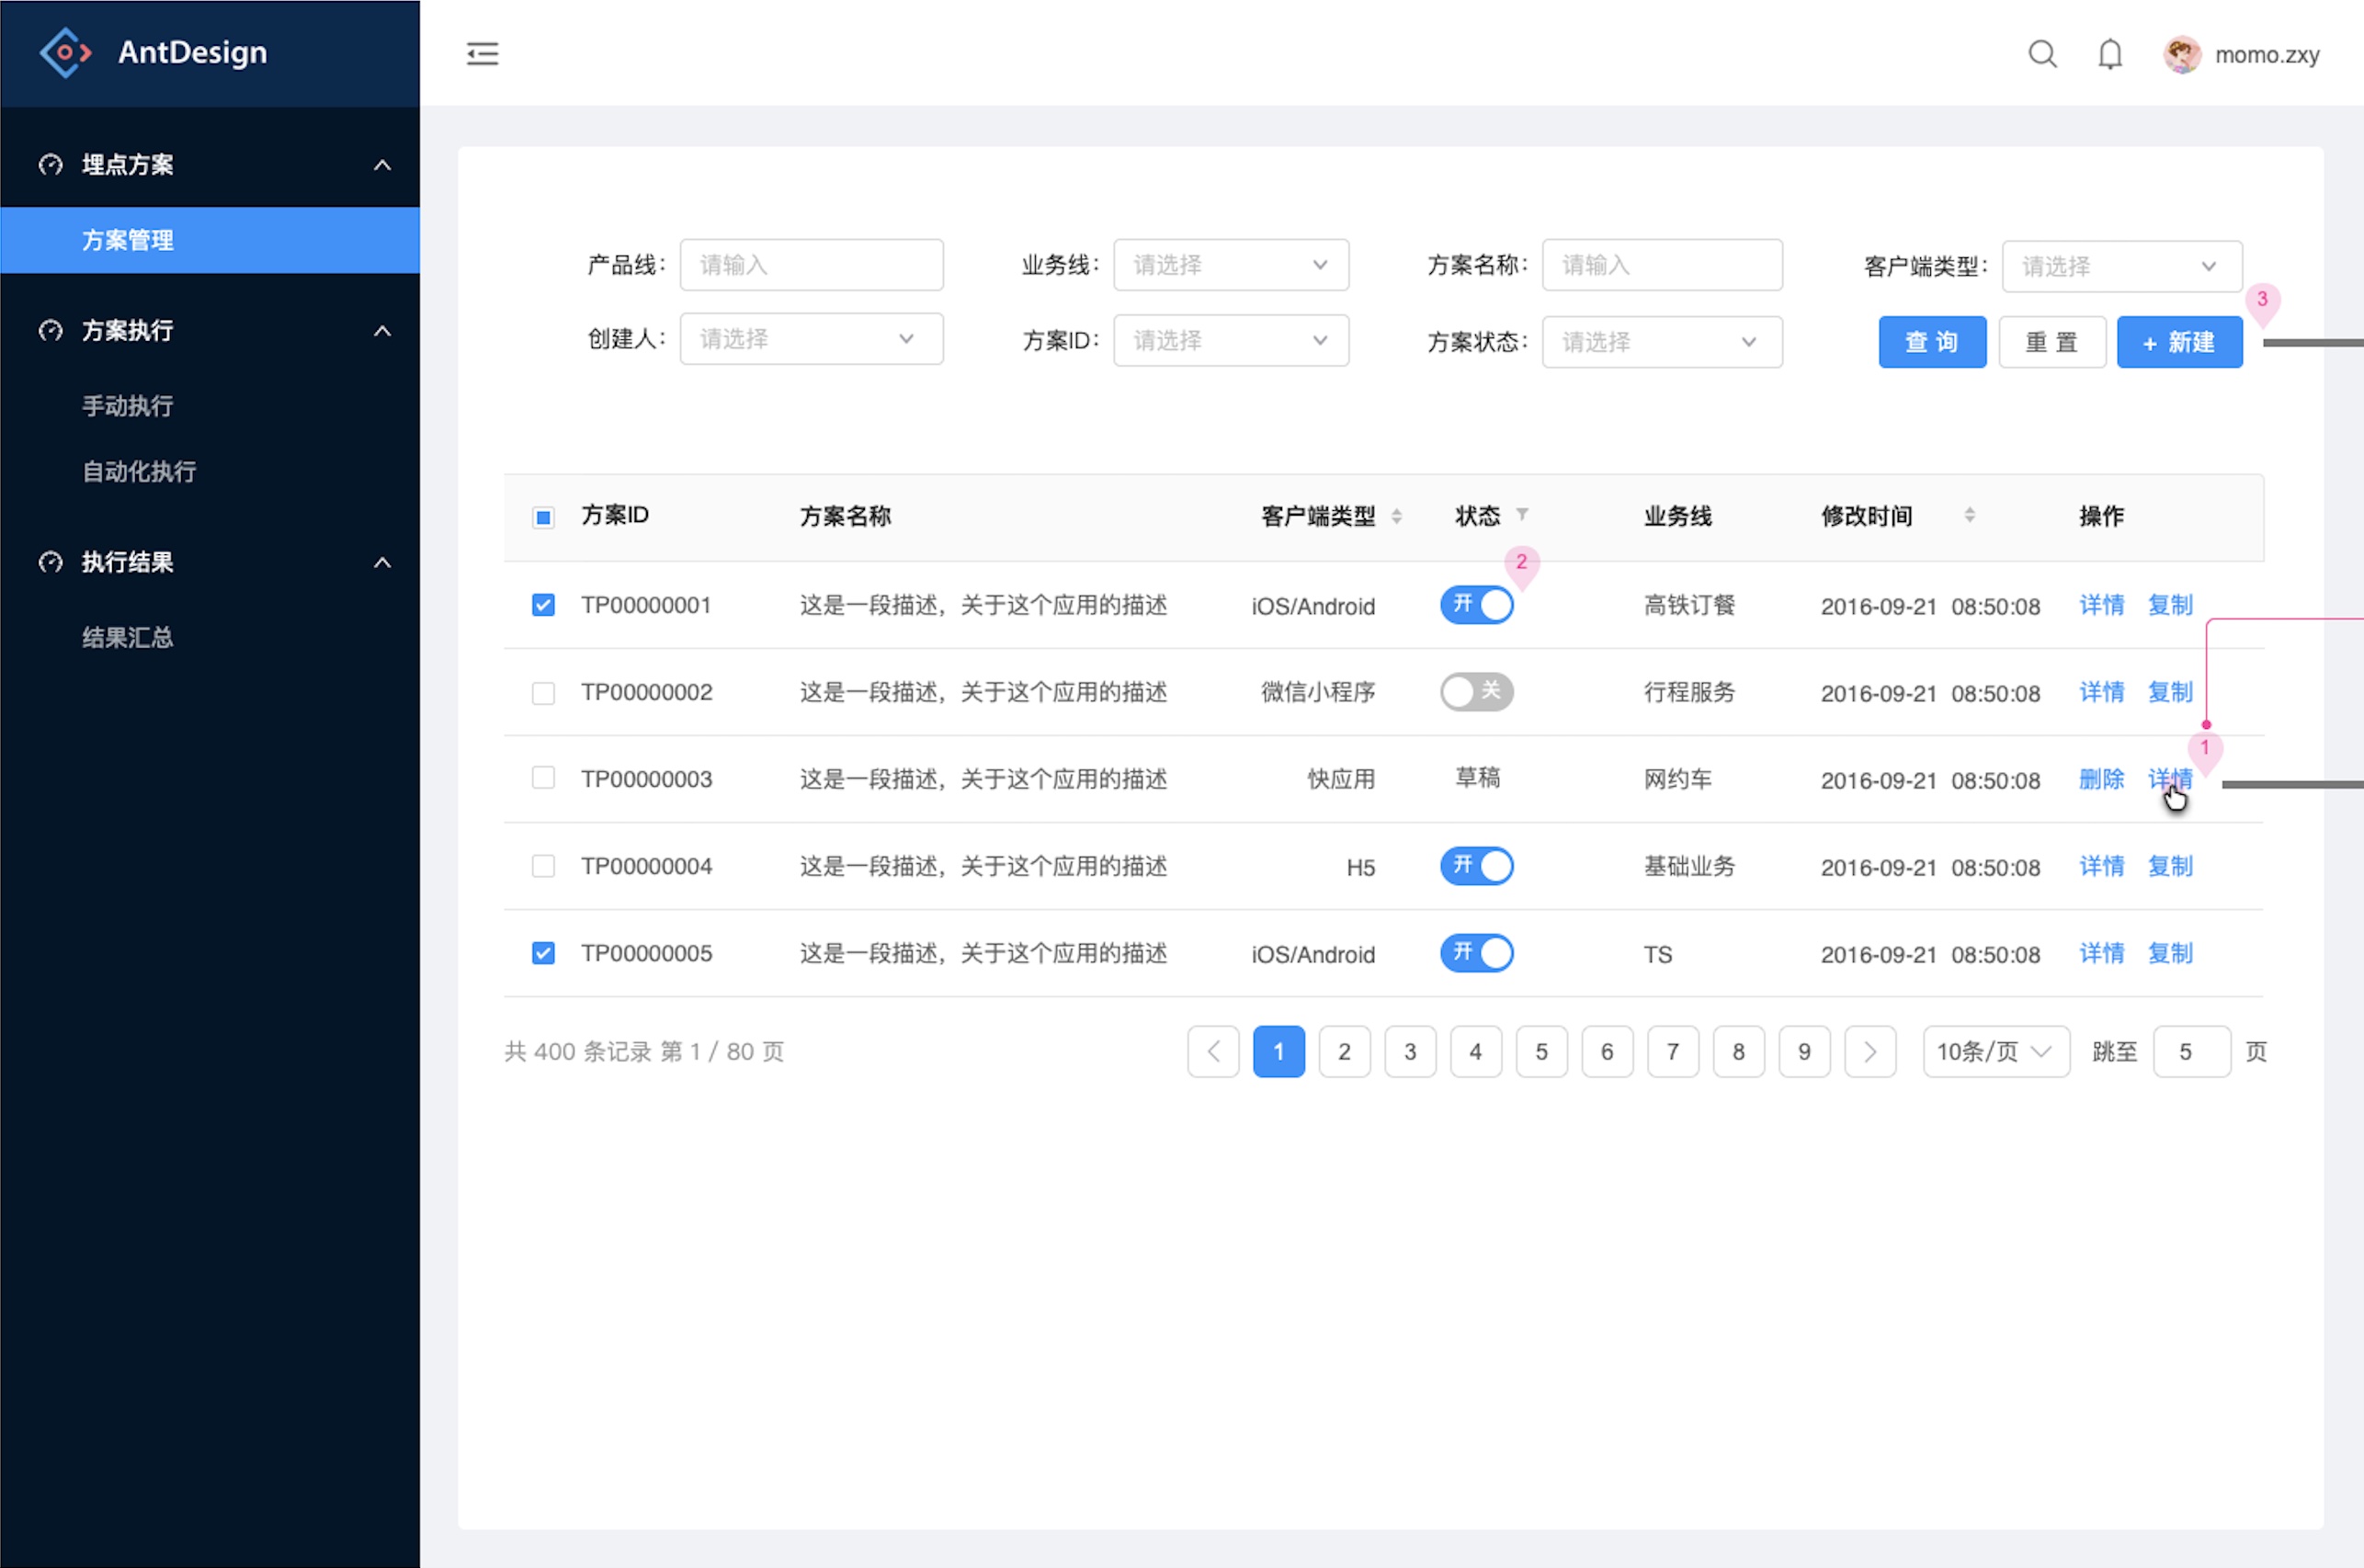 AntDesign
momo.zxy
埋点方案
方案管理
方案执行
手动执行
自动化执行
执行结果
结果汇总
产品线： 请输入 业务线： 请选择 方案名称： 请输入 客户端类型： 请选择
3
创建人： 请选择 方案ID： 请选择 方案状态： 请选择 查 询 重 置 + 新建
方案ID 方案名称 客户端类型 状态 业务线 修改时间 操作
2
TP00000001 这是一段描述，关于这个应用的描述 iOS/Android 开 高铁订餐 2016-09-21 08:50:08 详情 复制
TP00000002 这是一段描述，关于这个应用的描述 微信小程序 关 行程服务 2016-09-21 08:50:08 详情 复制
1
TP00000003 这是一段描述，关于这个应用的描述 快应用 草稿 网约车 2016-09-21 08:50:08 删除 详情
TP00000004 这是一段描述，关于这个应用的描述 H5 开 基础业务 2016-09-21 08:50:08 详情 复制
TP00000005 这是一段描述，关于这个应用的描述 iOS/Android 开 TS 2016-09-21 08:50:08 详情 复制
共 400 条记录 第 1 / 80 页 1 2 3 4 5 6 7 8 9 10条/页 跳至 5 页